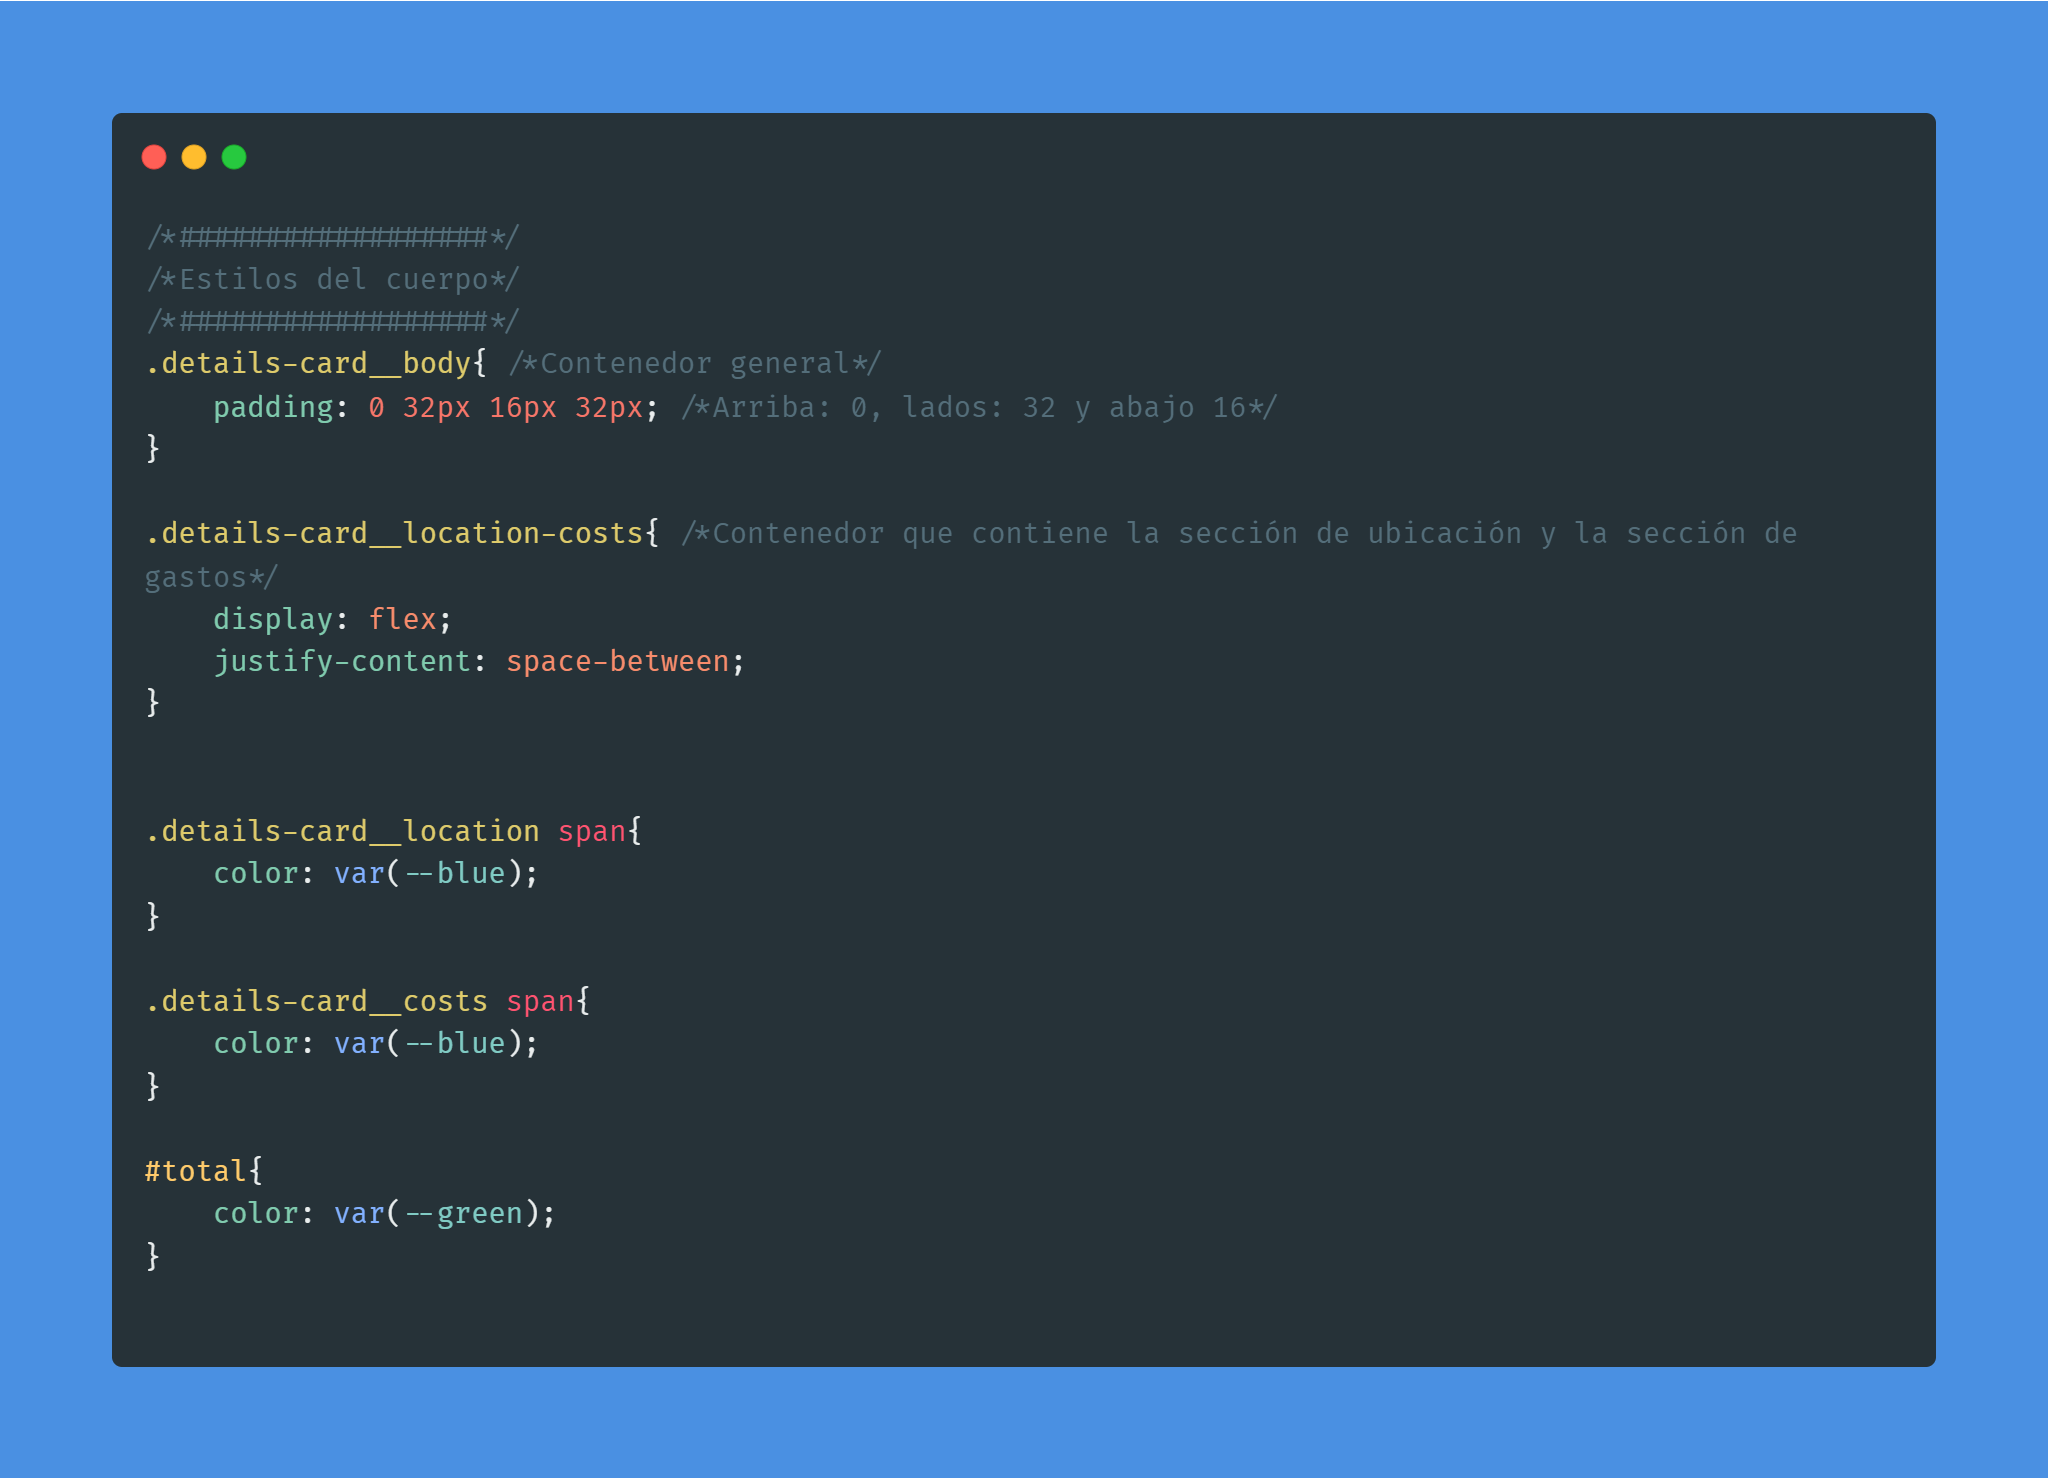 /*##################*/
/*Estilos del cuerpo*/
/*##################*/
.details-card__body{ /*Contenedor general*/
    padding: 0 32px 16px 32px; /*Arriba: 0, lados: 32 y abajo 16*/
}

.details-card__location-costs{ /*Contenedor que contiene la sección de ubicación y la sección de
gastos*/
    display: flex;
    justify-content: space-between;
}

.details-card__location span{
    color: var(--blue);
}

.details-card__costs span{
    color: var(--blue);
}

#total{
    color: var(--green);
}